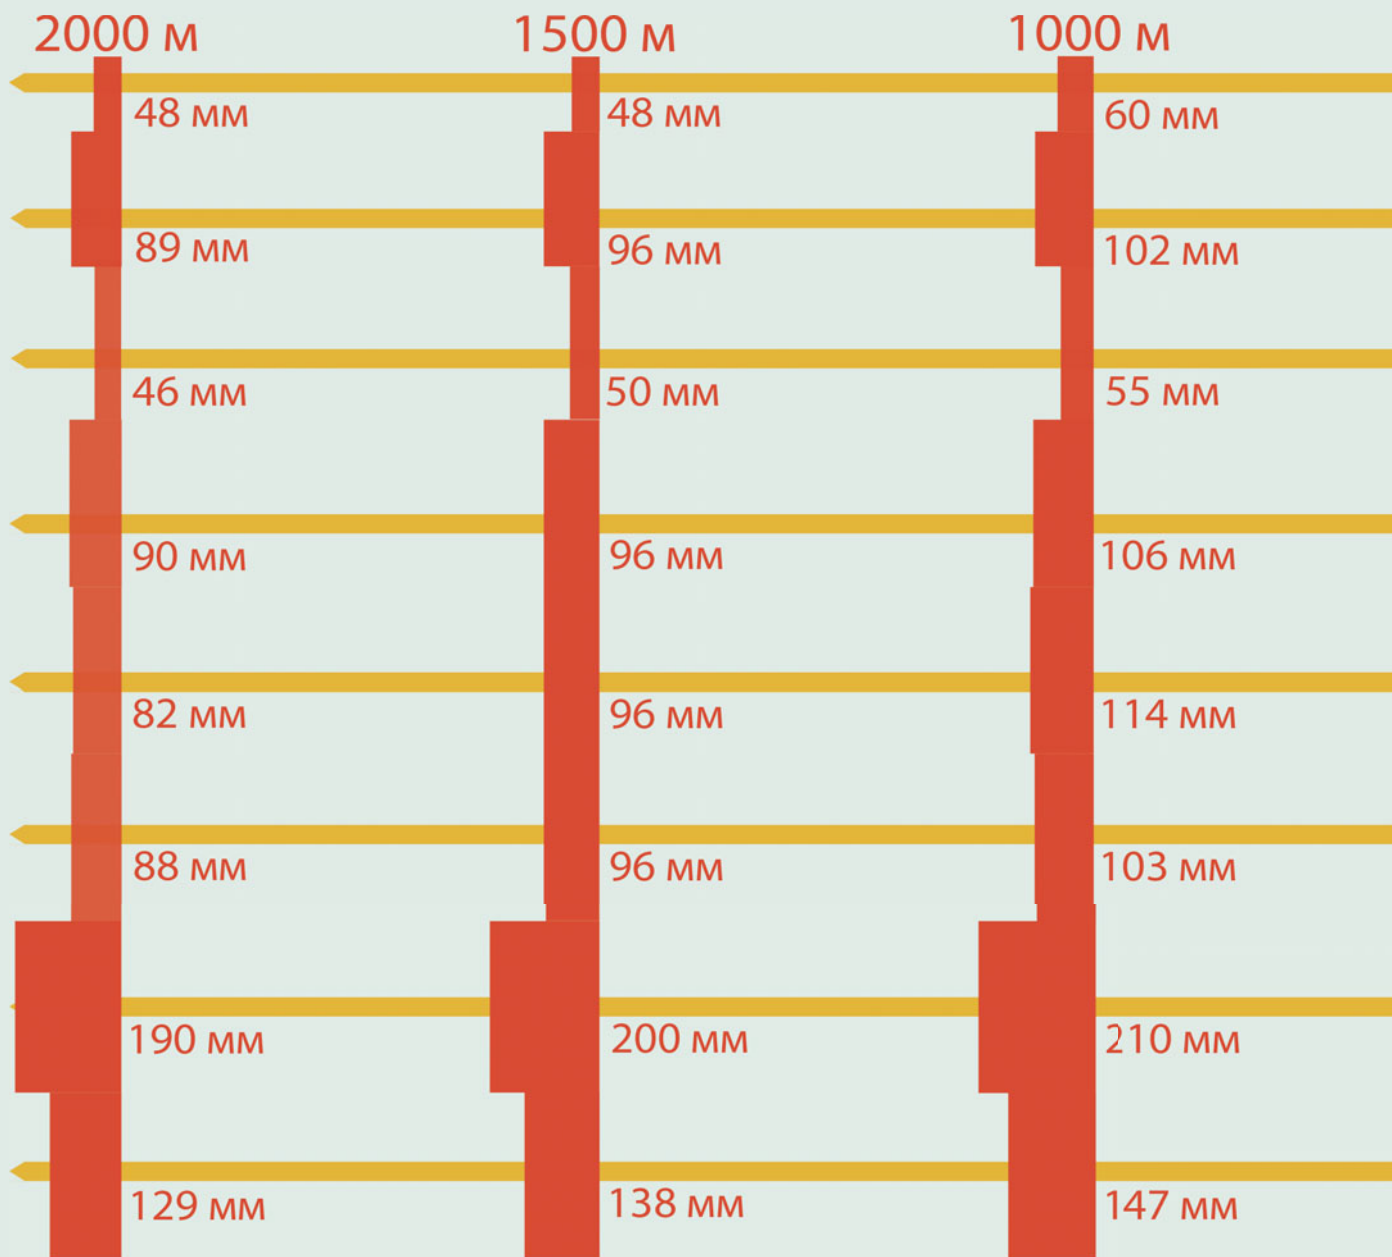 2000 м 1500 м 1000 м
48 мм 48 мм 60 мм
89 мм 96 мм 102 мм
46 мм 50 мм 55 мм
90 мм 96 мм 106 мм
82 мм 96 мм 114 мм
88 мм 96 мм 103 мм
190 мм 200 мм 210 мм
129 мм 138 мм 147 мм